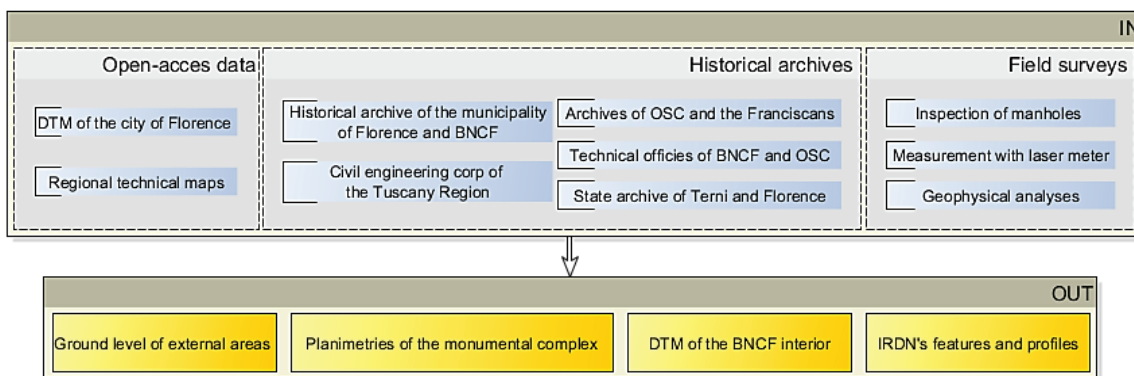 IN
Open-acces data
DTM of the city of Florence
Regional technical maps
Historical archives
Historical archive of the municipality
of Florence and BNCF
Civil engineering corp of
the Tuscany Region
Archives of OSC and the Franciscans
Technical officies of BNCF and OSC
State archive of Terni and Florence
Field surveys
Inspection of manholes
Measurement with laser meter
Geophysical analyses
OUT
Ground level of external areas
Planimetries of the monumental complex
DTM of the BNCF interior
IRDN's features and profiles